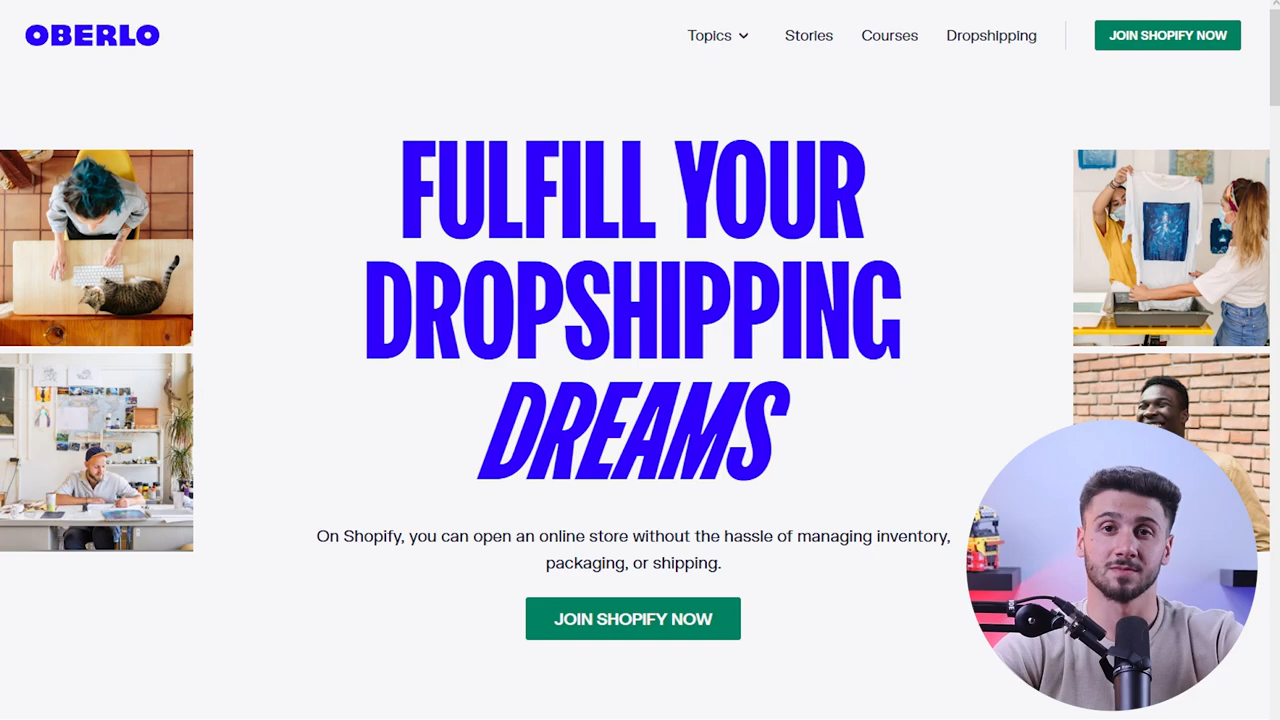 OBERLO
Topics
Stories
Courses
Dropshipping
JOIN SHOPIFY NOW
FULFILL YOUR
DROPSHIPPING
DREAMS
On Shopify, you can open an online store without the hassle of managing inventory,
packaging, or shipping.
JOIN SHOPIFY NOW